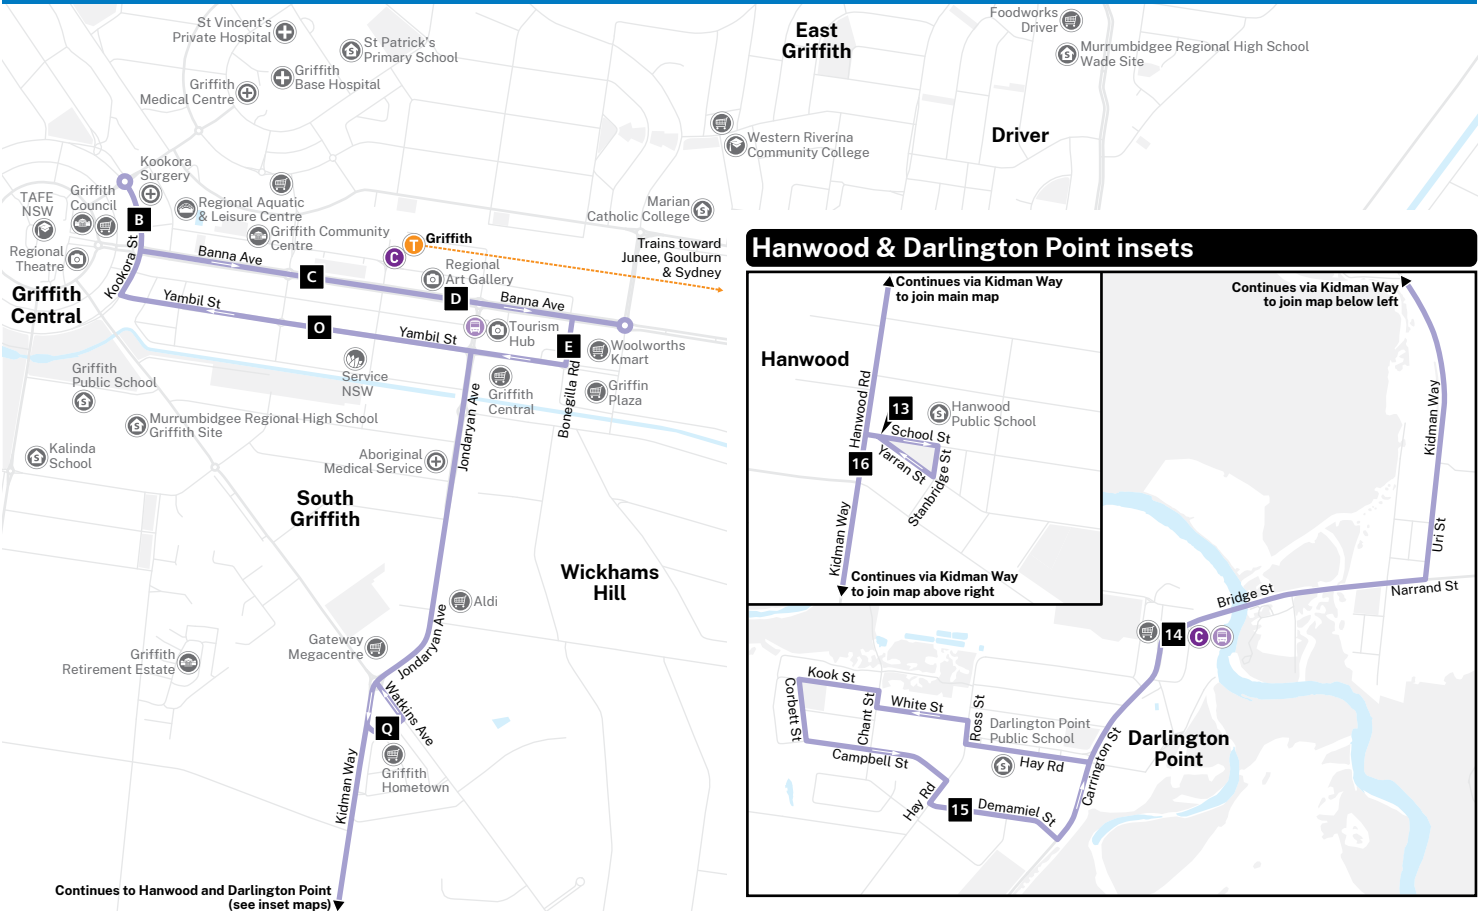 St Vincent's
Private Hospital
St Patrick's
Primary School
Griffith
Base Hospital
Griffith
Medical Centre
East
Griffith
Foodworks
Driver
Murrumbidgee Regional High School
Wade Site
Driver
Western Riverina
Community College
Kookora
Surgery
TAFE
NSW
Griffith
Council
B
Regional Aquatic
& Leisure Centre
Griffith Community
Centre
Regional
Theatre
Kookora St
Banna Ave
C
C
T
Griffith
Regional
Art Gallery
Marian
Catholic College
Trains toward
Junee, Goulburn
& Sydney
Griffith
Central
Yambil St
O
D
Banna Ave
Yambil St
Tourism
Hub
E
Woolworths
Kmart
Service
NSW
Griffith
Central
Bonegilla Rd
Griffin
Plaza
Griffith
Public School
Murrumbidgee Regional High School
Griffith Site
Kalinda
School
Jondaryan Ave
Aboriginal
Medical Service
South
Griffith
Wickhams
Hill
Aldi
Jondaryan Ave
Gateway
Megacentre
Griffith
Retirement Estate
Watkins Ave
Q
Griffith
Hometown
Kidman Way
Continues to Hanwood and Darlington Point
(see inset maps)
Hanwood & Darlington Point insets
Continues via Kidman Way
to join main map
Hanwood
Hanwood Rd
13
Hanwood
Public School
School St
Yarran St
Stanbridge St
16
Kidman Way
Continues via Kidman Way
to join map above right
Continues via Kidman Way
to join map below left
Kidman Way
Uri St
Narrand St
Bridge St
14
C
Kook St
Corbett St
Chant St
White St
Ross St
Darlington Point
Public School
Hay Rd
Campbell St
Hay Rd
15
Demamiel St
Carrington St
Darlington
Point